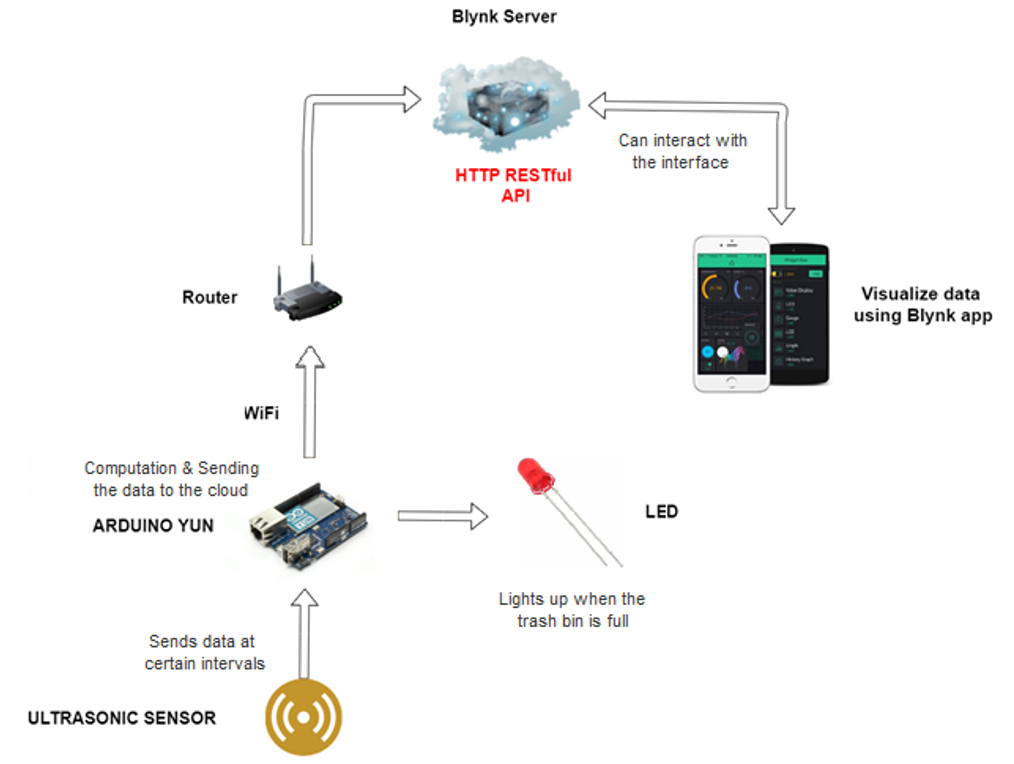 Blynk Server
Can interact with
the interface
HTTP RESTful
API
Router
Visualize data
using Blynk app
WiFi
Computation & Sending
the data to the cloud
ARDUINO YUN
LED
Lights up when the
trash bin is full
Sends data at
certain intervals
ULTRASONIC SENSOR